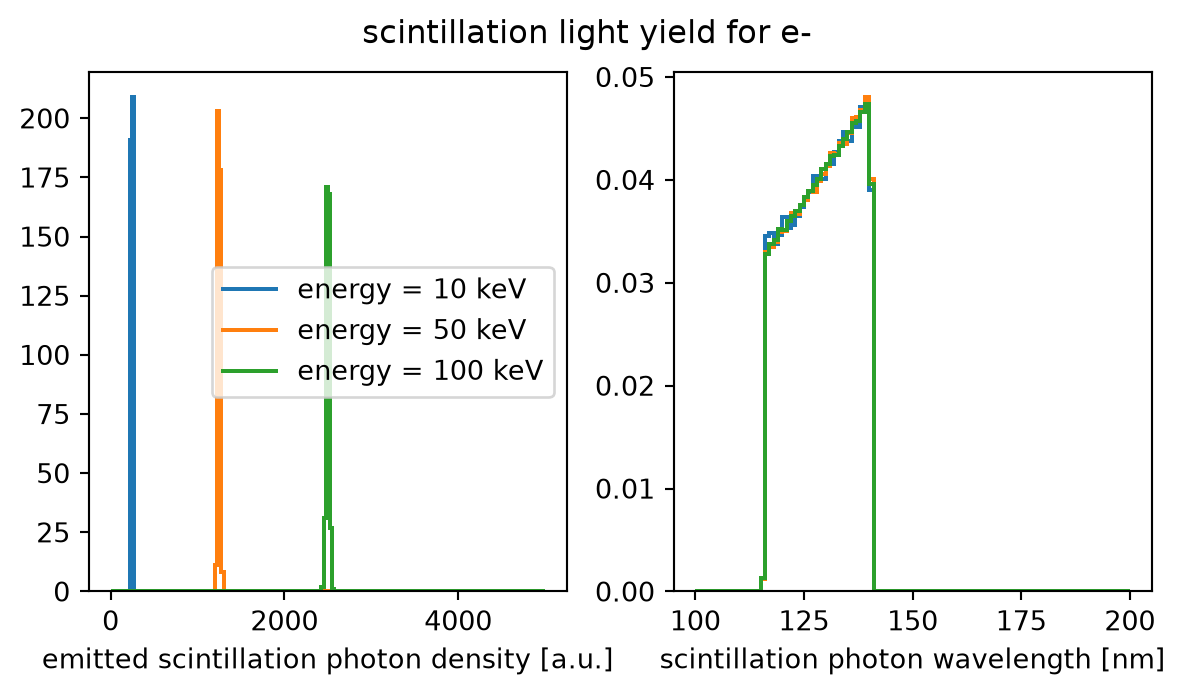 scintillation light yield for e-
200
175
150
125
100
75
50
25
0
energy = 10 keV
energy = 50 keV
energy = 100 keV
0 2000 4000
emitted scintillation photon density [a.u.]
0.05
0.04
0.03
0.02
0.01
0.00
100 125 150 175 200
scintillation photon wavelength [nm]